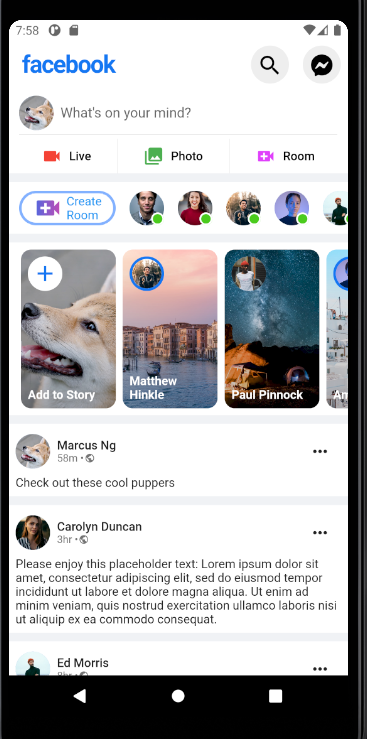 7:58
facebook
What's on your mind?
Live
Photo
Room
Create
Room
Add to Story
Matthew
Hinkle
Paul Pinnock
Marcus Ng
58m •
Check out these cool puppers
Carolyn Duncan
3hr •
Please enjoy this placeholder text: Lorem ipsum dolor sit
amet, consectetur adipiscing elit, sed do eiusmod tempor
incididunt ut labore et dolore magna aliqua. Ut enim ad
minim veniam, quis nostrud exercitation ullamco laboris nisi
ut aliquip ex ea commodo consequat.
Ed Morris
8hr •